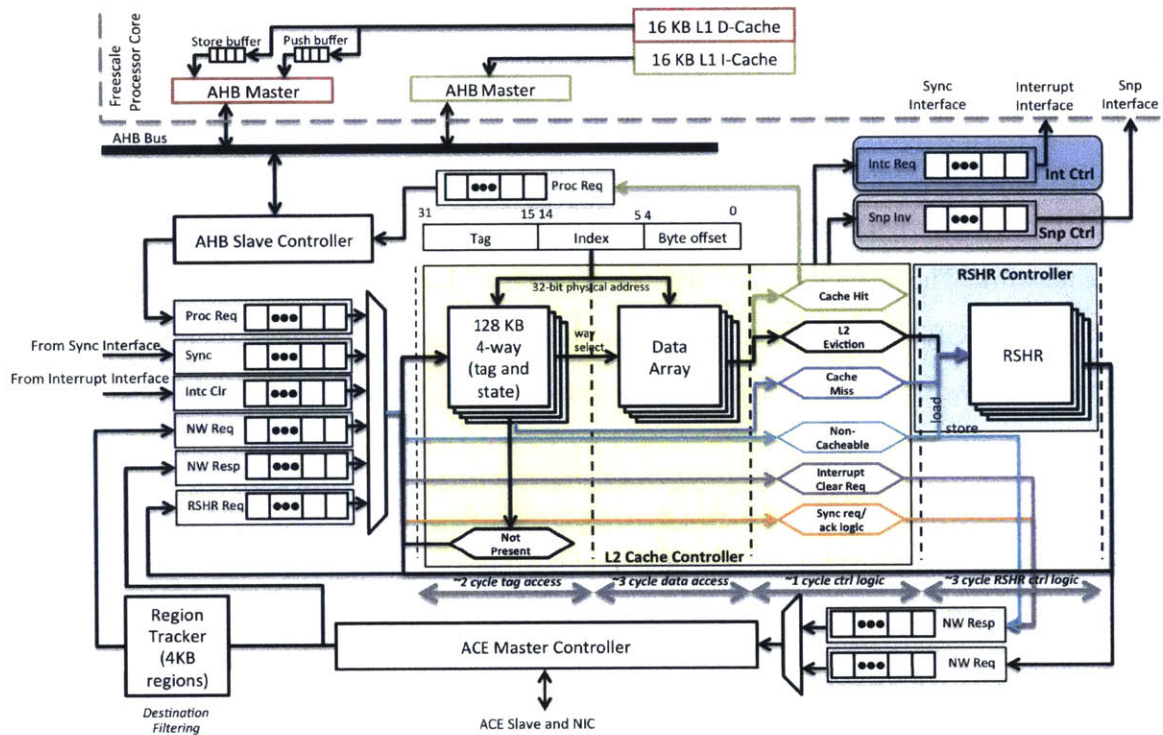 Freescale
Processor Core
Store buffer
Push buffer
16 KB L1 D-Cache
16 KB L1 I-Cache
AHB Master
AHB Master
Sync
Interface
Interrupt
Interface
Snp
Interface
AHB Bus
Intc Req
Int Ctrl
Proc Req
31
15
14
5
4
0
Snp Inv
Snp Ctrl
AHB Slave Controller
Tag
Index
Byte offset
RSHR Controller
32-bit physical address
Proc Req
128 KB
4-way
(tag and
state)
way
select
Data
Array
Cache Hit
L2
Eviction
RSHR
From Sync Interface
Sync
From Interrupt Interface
Intc Clr
Cache
Miss
load
store
NW Req
Non-
Cacheable
NW Resp
Interrupt
Clear Req
RSHR Req
Sync req/
ack logic
Not
Present
L2 Cache Controller
~2 cycle tag access
~3 cycle data access
~1 cycle ctrl logic
~3 cycle RSHR ctrl logic
Region
Tracker
(4KB
regions)
ACE Master Controller
NW Resp
NW Req
Destination
Filtering
ACE Slave and NIC